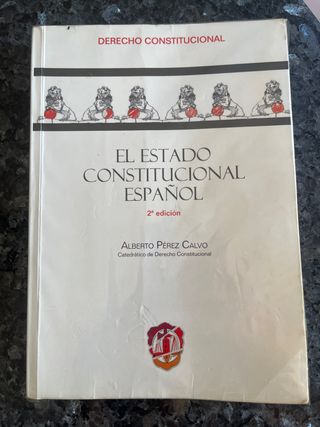 DERECHO CONSTITUCIONAL
EL ESTADO
CONSTITUCIONAL
ESPAÑOL
2ª edición
ALBERTO PÉREZ CALVO
Catedrático de Derecho Constitucional